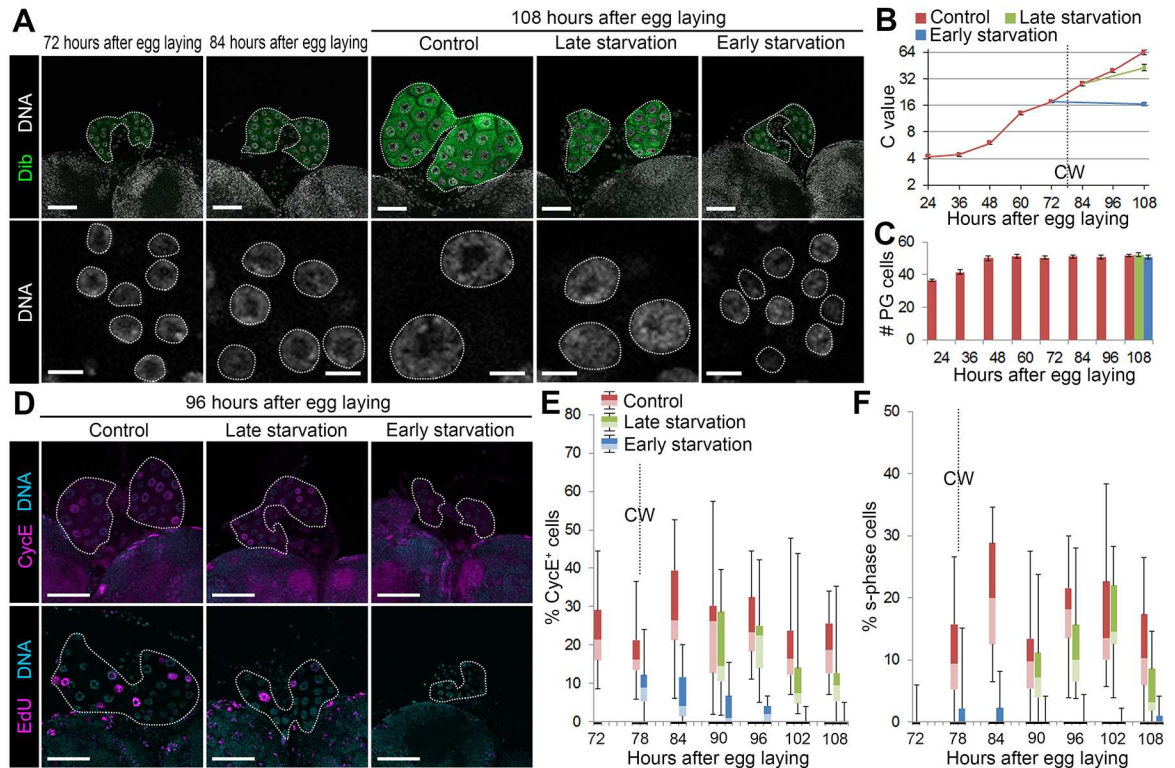 A
108 hours after egg laying
72 hours after egg laying
84 hours after egg laying
Control
Late starvation
Early starvation
Dib DNA
DNA
B
Control
Late starvation
Early starvation
C value
64
32
16
8
4
2
CW
24 36 48 60 72 84 96 108
Hours after egg laying
C
# PG cells
60
40
20
0
24 36 48 60 72 84 96 108
Hours after egg laying
D
96 hours after egg laying
Control
Late starvation
Early starvation
CycE DNA
EdU DNA
E
Control
Late starvation
Early starvation
% CycE+ cells
80
70
60
50
40
30
20
10
0
CW
72 78 84 90 96 102 108
Hours after egg laying
F
% s-phase cells
50
40
30
20
10
0
CW
72 78 84 90 96 102 108
Hours after egg laying